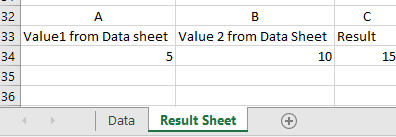 32 A B C
33 Value1 from Data sheet Value 2 from Data Sheet Result
34 5 10 15
35
36
Data Result Sheet